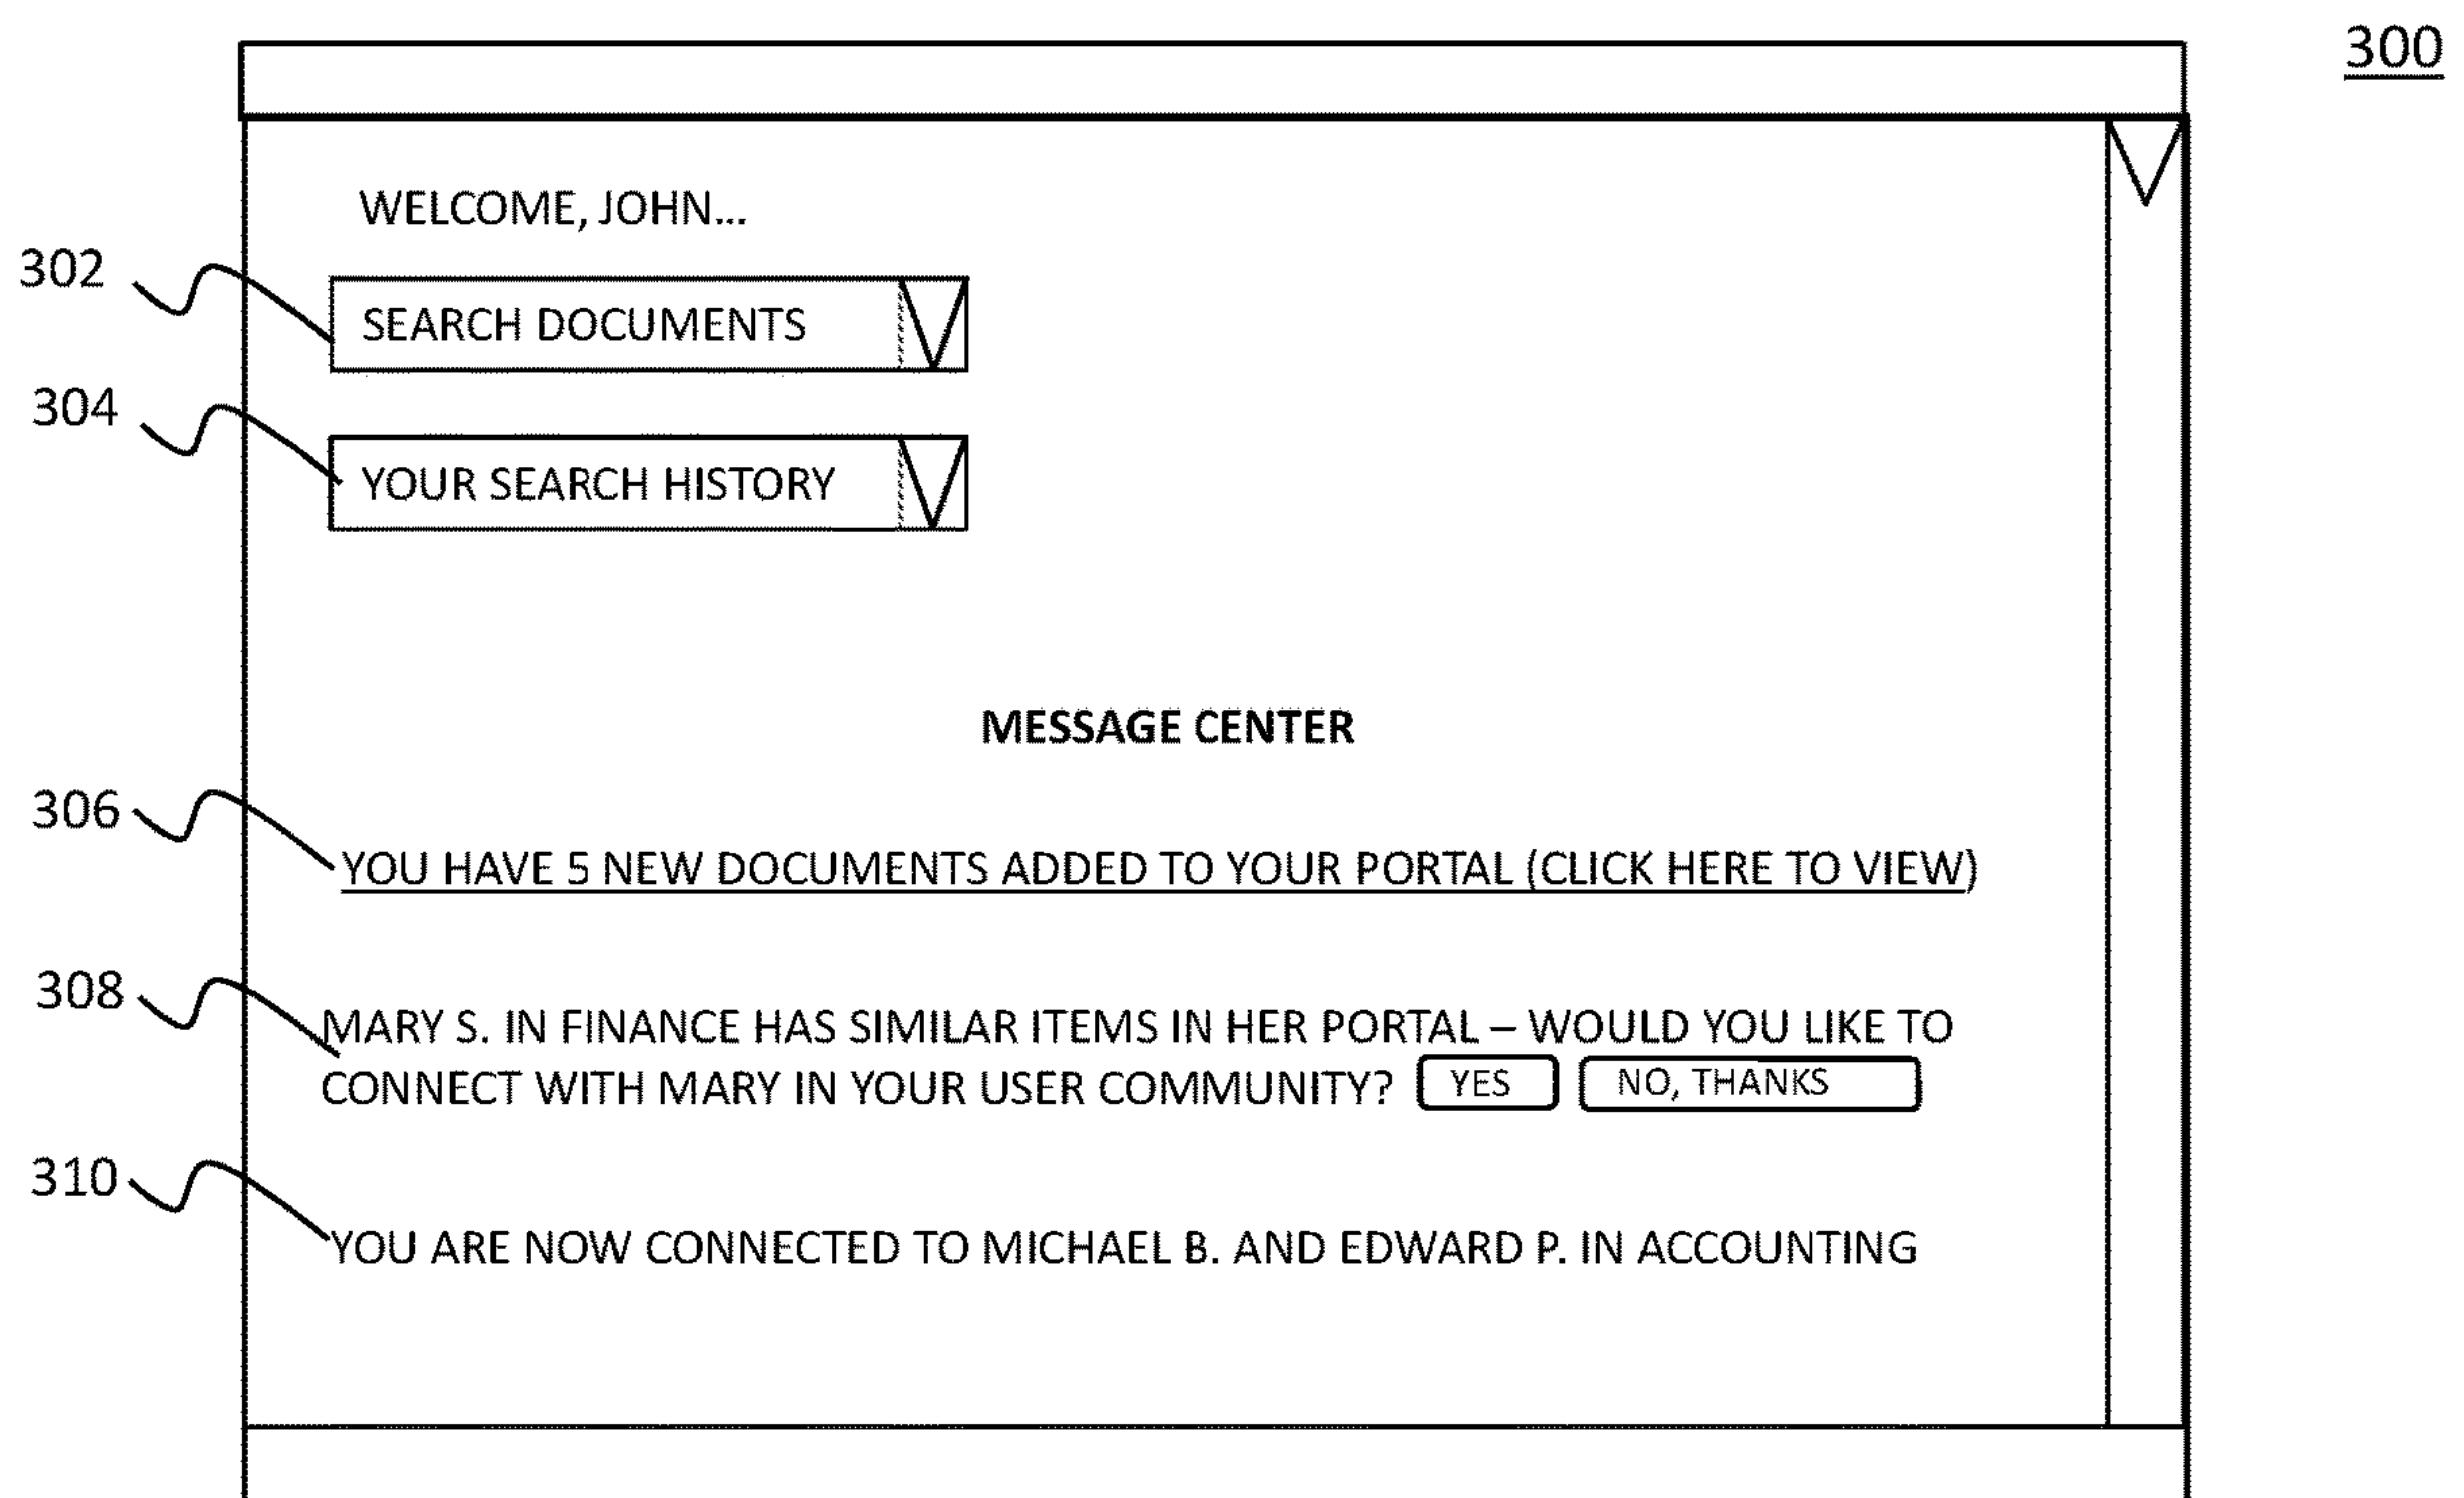 300
WELCOME, JOHN...
302
SEARCH DOCUMENTS
304
YOUR SEARCH HISTORY
MESSAGE CENTER
306
YOU HAVE 5 NEW DOCUMENTS ADDED TO YOUR PORTAL (CLICK HERE TO VIEW)
308
MARY S. IN FINANCE HAS SIMILAR ITEMS IN HER PORTAL – WOULD YOU LIKE TO
CONNECT WITH MARY IN YOUR USER COMMUNITY? YES NO, THANKS
310
YOU ARE NOW CONNECTED TO MICHAEL B. AND EDWARD P. IN ACCOUNTING